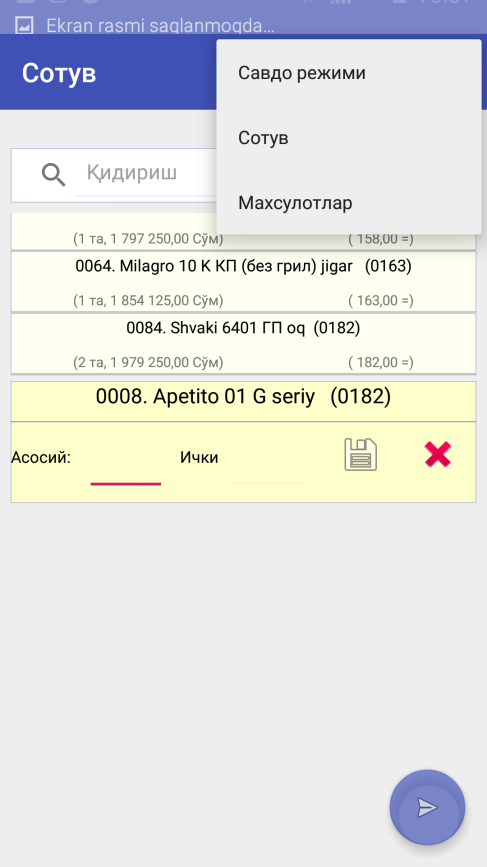 Ekran rasmi saqlanmoqda...
Сотув
Савдо режими
Сотув
Махсулотлар
Қидириш
(1 та, 1 797 250,00 Сўм) ( 158,00 =)
0064. Milagro 10 K КП (без грил) jigar (0163)
(1 та, 1 854 125,00 Сўм) ( 163,00 =)
0084. Shvaki 6401 ГП oq (0182)
(2 та, 1 979 250,00 Сўм) ( 182,00 =)
0008. Apetito 01 G seriy (0182)
Асосий: Ички